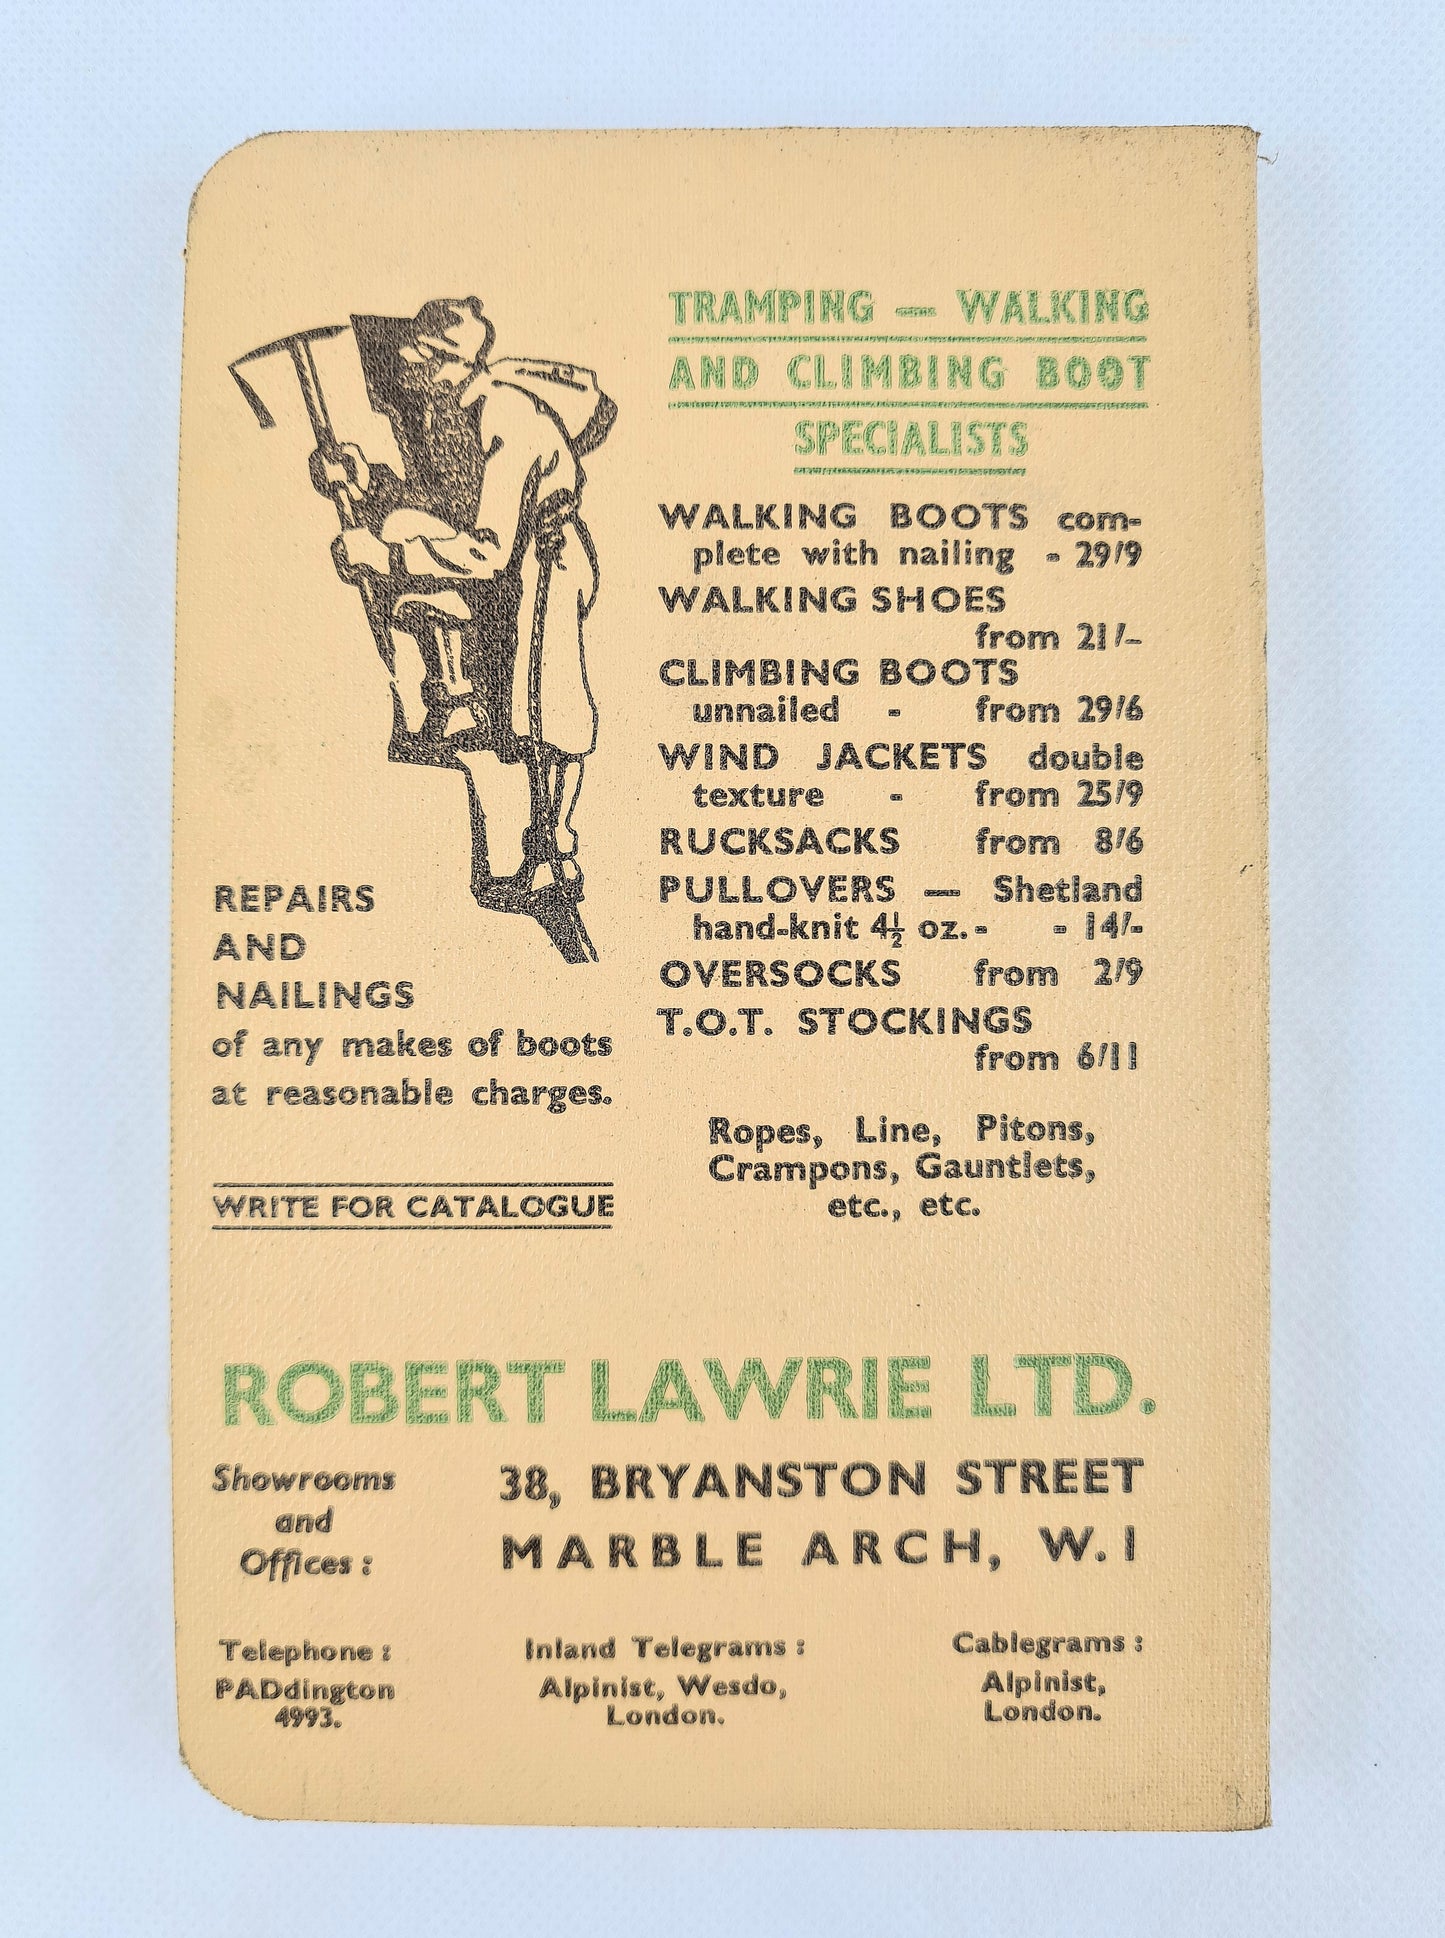 TRAMPING — WALKING
AND CLIMBING BOOT
SPECIALISTS
WALKING BOOTS com-
plete with nailing - 29/9
WALKING SHOES
from 21/-
CLIMBING BOOTS
unnailed - from 29/6
WIND JACKETS double
texture - from 25/9
RUCKSACKS from 8/6
PULLOVERS — Shetland
hand-knit 4½ oz. - - 14/-
OVERSOCKS from 2/9
T.O.T. STOCKINGS
from 6/11
Ropes, Line, Pitons,
Crampons, Gauntlets,
etc., etc.
REPAIRS
AND
NAILINGS
of any makes of boots
at reasonable charges.
WRITE FOR CATALOGUE
ROBERT LAWRIE LTD.
Showrooms
and
Offices :
38, BRYANSTON STREET
MARBLE ARCH, W. 1
Telephone :
PADdington
4993.
Inland Telegrams :
Alpinist, Wesdo,
London.
Cablegrams :
Alpinist,
London.